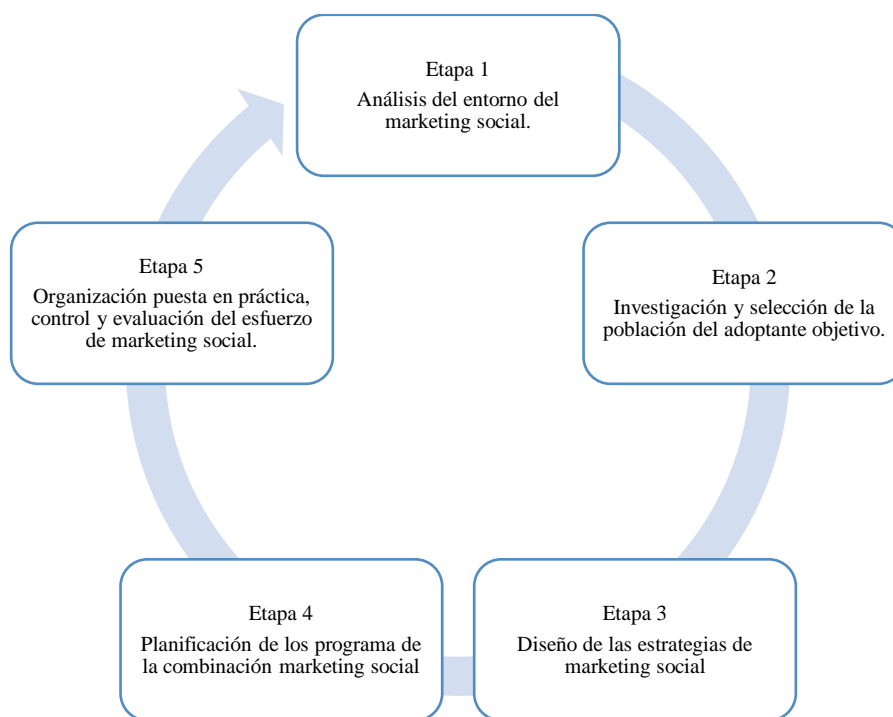 Etapa 1
Análisis del entorno del
marketing social.
Etapa 2
Investigación y selección de la
población del adoptante objetivo.
Etapa 3
Diseño de las estrategias de
marketing social
Etapa 4
Planificación de los programa de
la combinación marketing social
Etapa 5
Organización puesta en práctica,
control y evaluación del esfuerzo
de marketing social.